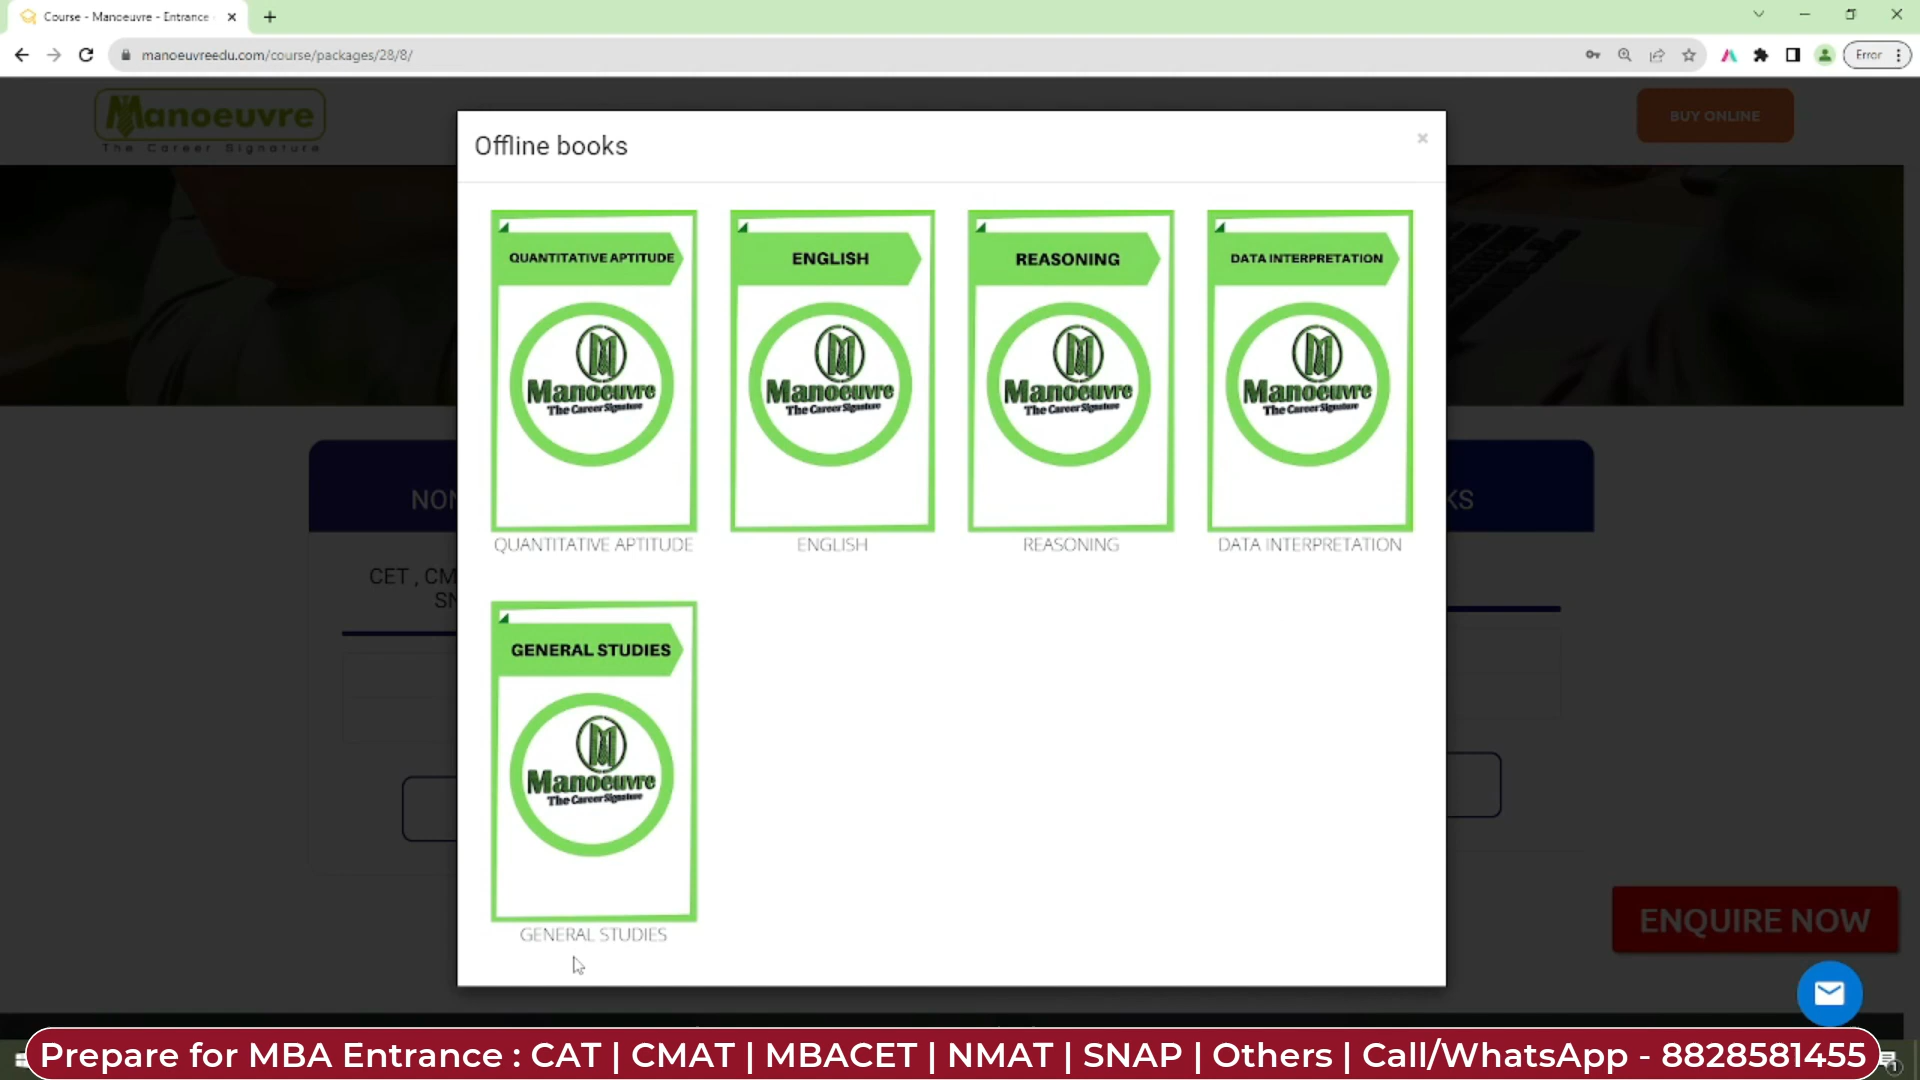 Course - Manoeuvre - Entrance
manoeuvreedu.com/course/packages/28/8/
Error
Manoeuvre
The Career Signature
BUY ONLINE
Offline books
×
QUANTITATIVE APTITUDE
ENGLISH
REASONING
DATA INTERPRETATION
Manoeuvre
The Career Signature
Manoeuvre
The Career Signature
Manoeuvre
The Career Signature
Manoeuvre
The Career Signature
QUANTITATIVE APTITUDE
ENGLISH
REASONING
DATA INTERPRETATION
CET , CM
GENERAL STUDIES
Manoeuvre
The Career Signature
GENERAL STUDIES
ENQUIRE NOW
Prepare for MBA Entrance : CAT | CMAT | MBACET | NMAT | SNAP | Others | Call/WhatsApp - 8828581455